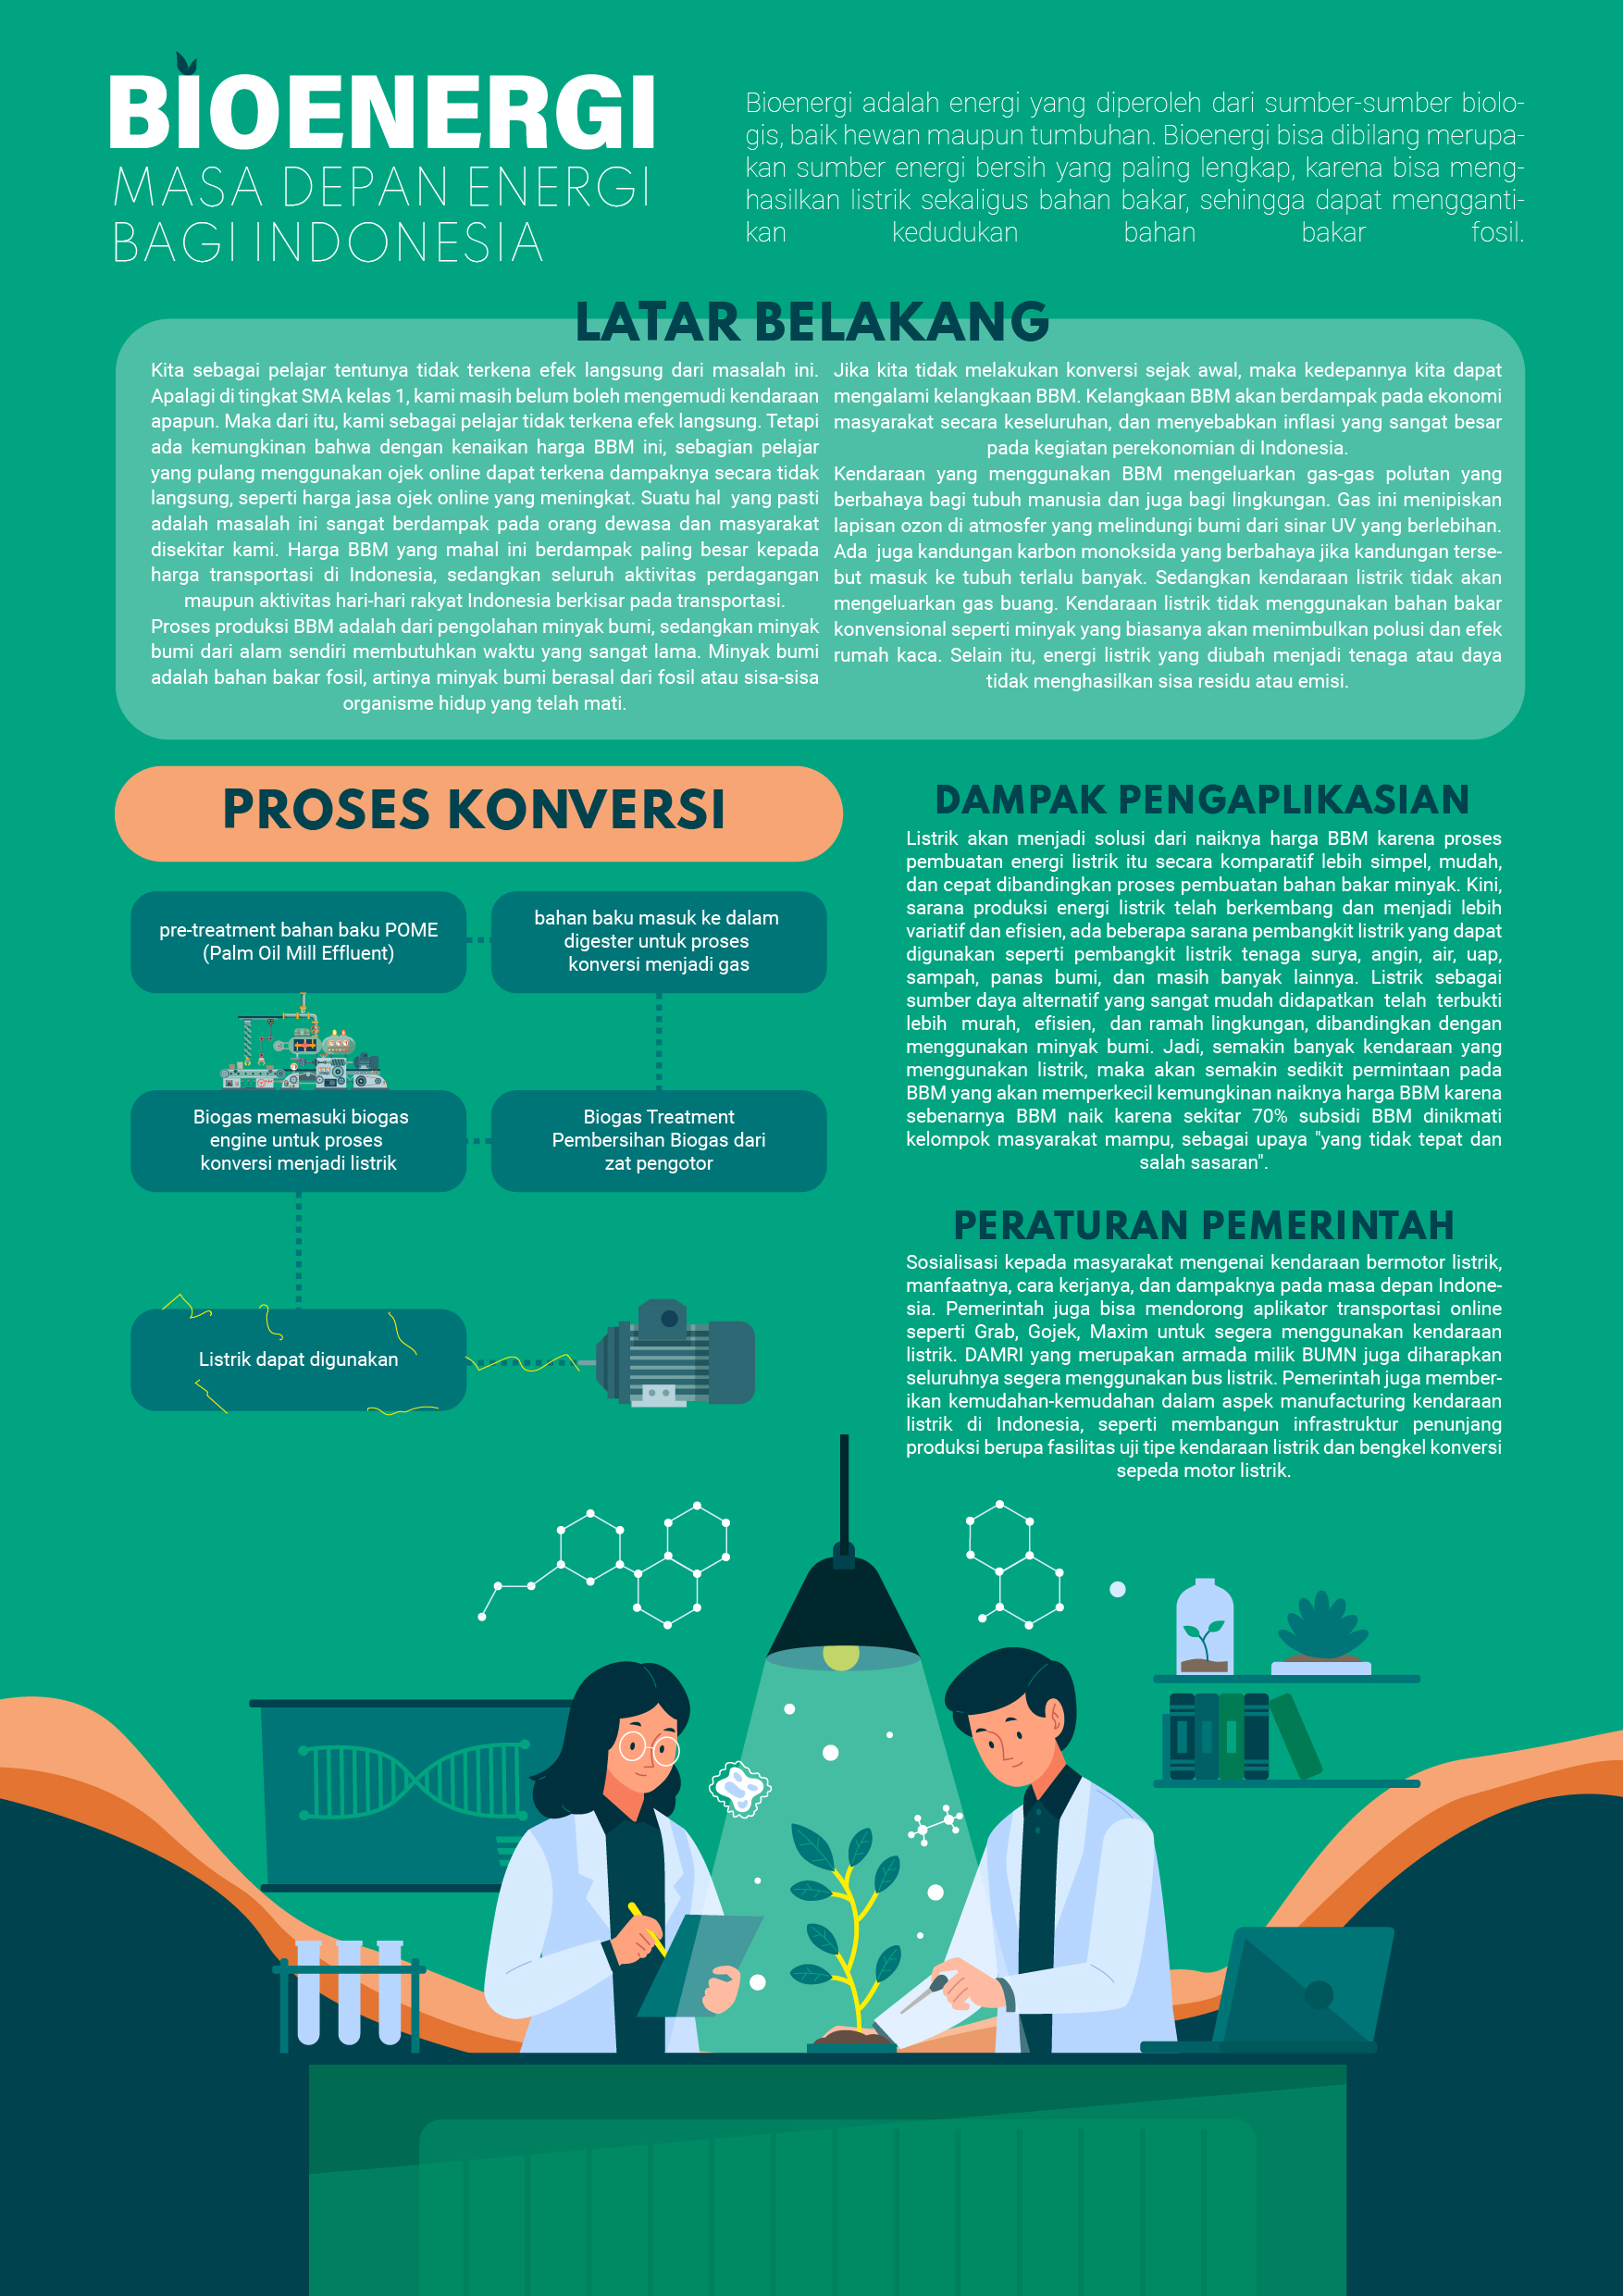 BIOENERGI
MASA DEPAN ENERGI
BAGI INDONESIA
Bioenergi adalah energi yang diperoleh dari sumber-sumber biolo-
gis, baik hewan maupun tumbuhan. Bioenergi bisa dibilang merupa-
kan sumber energi bersih yang paling lengkap, karena bisa meng-
hasilkan listrik sekaligus bahan bakar, sehingga dapat mengganti-
kan kedudukan bahan bakar fosil.
LATAR BELAKANG
Kita sebagai pelajar tentunya tidak terkena efek langsung dari masalah ini.
Apalagi di tingkat SMA kelas 1, kami masih belum boleh mengemudi kendaraan
apapun. Maka dari itu, kami sebagai pelajar tidak terkena efek langsung. Tetapi
ada kemungkinan bahwa dengan kenaikan harga BBM ini, sebagian pelajar
yang pulang menggunakan ojek online dapat terkena dampaknya secara tidak
langsung, seperti harga jasa ojek online yang meningkat. Suatu hal yang pasti
adalah masalah ini sangat berdampak pada orang dewasa dan masyarakat
disekitar kami. Harga BBM yang mahal ini berdampak paling besar kepada
harga transportasi di Indonesia, sedangkan seluruh aktivitas perdagangan
maupun aktivitas hari-hari rakyat Indonesia berkisar pada transportasi.
Proses produksi BBM adalah dari pengolahan minyak bumi, sedangkan minyak
bumi dari alam sendiri membutuhkan waktu yang sangat lama. Minyak bumi
adalah bahan bakar fosil, artinya minyak bumi berasal dari fosil atau sisa-sisa
organisme hidup yang telah mati.
Jika kita tidak melakukan konversi sejak awal, maka kedepannya kita dapat
mengalami kelangkaan BBM. Kelangkaan BBM akan berdampak pada ekonomi
masyarakat secara keseluruhan, dan menyebabkan inflasi yang sangat besar
pada kegiatan perekonomian di Indonesia.
Kendaraan yang menggunakan BBM mengeluarkan gas-gas polutan yang
berbahaya bagi tubuh manusia dan juga bagi lingkungan. Gas ini menipiskan
lapisan ozon di atmosfer yang melindungi bumi dari sinar UV yang berlebihan.
Ada juga kandungan karbon monoksida yang berbahaya jika kandungan terse-
but masuk ke tubuh terlalu banyak. Sedangkan kendaraan listrik tidak akan
mengeluarkan gas buang. Kendaraan listrik tidak menggunakan bahan bakar
konvensional seperti minyak yang biasanya akan menimbulkan polusi dan efek
rumah kaca. Selain itu, energi listrik yang diubah menjadi tenaga atau daya
tidak menghasilkan sisa residu atau emisi.
PROSES KONVERSI
pre-treatment bahan baku POME
(Palm Oil Mill Effluent)
bahan baku masuk ke dalam
digester untuk proses
konversi menjadi gas
Biogas memasuki biogas
engine untuk proses
konversi menjadi listrik
Biogas Treatment
Pembersihan Biogas dari
zat pengotor
Listrik dapat digunakan
DAMPAK PENGAPLIKASIAN
Listrik akan menjadi solusi dari naiknya harga BBM karena proses
pembuatan energi listrik itu secara komparatif lebih simpel, mudah,
dan cepat dibandingkan proses pembuatan bahan bakar minyak. Kini,
sarana produksi energi listrik telah berkembang dan menjadi lebih
variatif dan efisien, ada beberapa sarana pembangkit listrik yang dapat
digunakan seperti pembangkit listrik tenaga surya, angin, air, uap,
sampah, panas bumi, dan masih banyak lainnya. Listrik sebagai
sumber daya alternatif yang sangat mudah didapatkan telah terbukti
lebih murah, efisien, dan ramah lingkungan, dibandingkan dengan
menggunakan minyak bumi. Jadi, semakin banyak kendaraan yang
menggunakan listrik, maka akan semakin sedikit permintaan pada
BBM yang akan memperkecil kemungkinan naiknya harga BBM karena
sebenarnya BBM naik karena sekitar 70% subsidi BBM dinikmati
kelompok masyarakat mampu, sebagai upaya "yang tidak tepat dan
salah sasaran".
PERATURAN PEMERINTAH
Sosialisasi kepada masyarakat mengenai kendaraan bermotor listrik,
manfaatnya, cara kerjanya, dan dampaknya pada masa depan Indone-
sia. Pemerintah juga bisa mendorong aplikator transportasi online
seperti Grab, Gojek, Maxim untuk segera menggunakan kendaraan
listrik. DAMRI yang merupakan armada milik BUMN juga diharapkan
seluruhnya segera menggunakan bus listrik. Pemerintah juga member-
ikan kemudahan-kemudahan dalam aspek manufacturing kendaraan
listrik di Indonesia, seperti membangun infrastruktur penunjang
produksi berupa fasilitas uji tipe kendaraan listrik dan bengkel konversi
sepeda motor listrik.